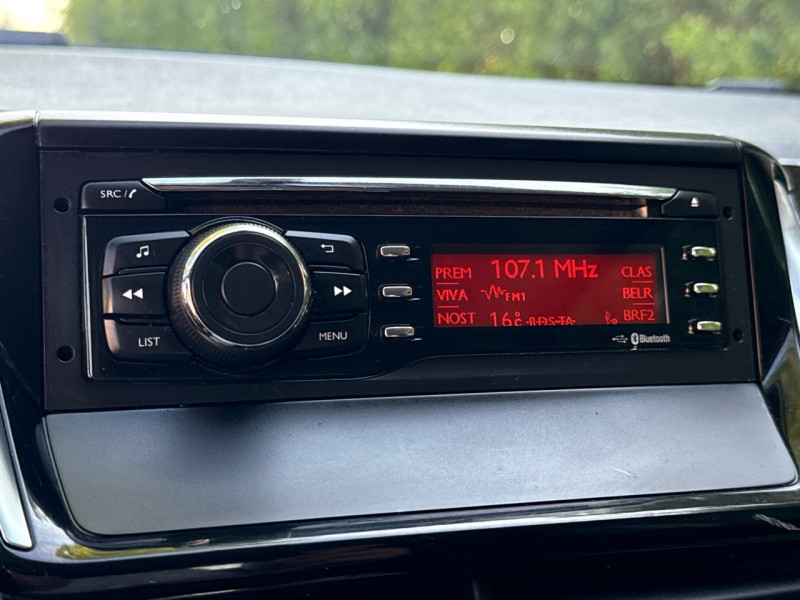 SRC/
LIST
MENU
PREM 107.1 MHz CLAS
VIVA FM1 BELR
NOST 16°C RDS TA BRF2
Bluetooth